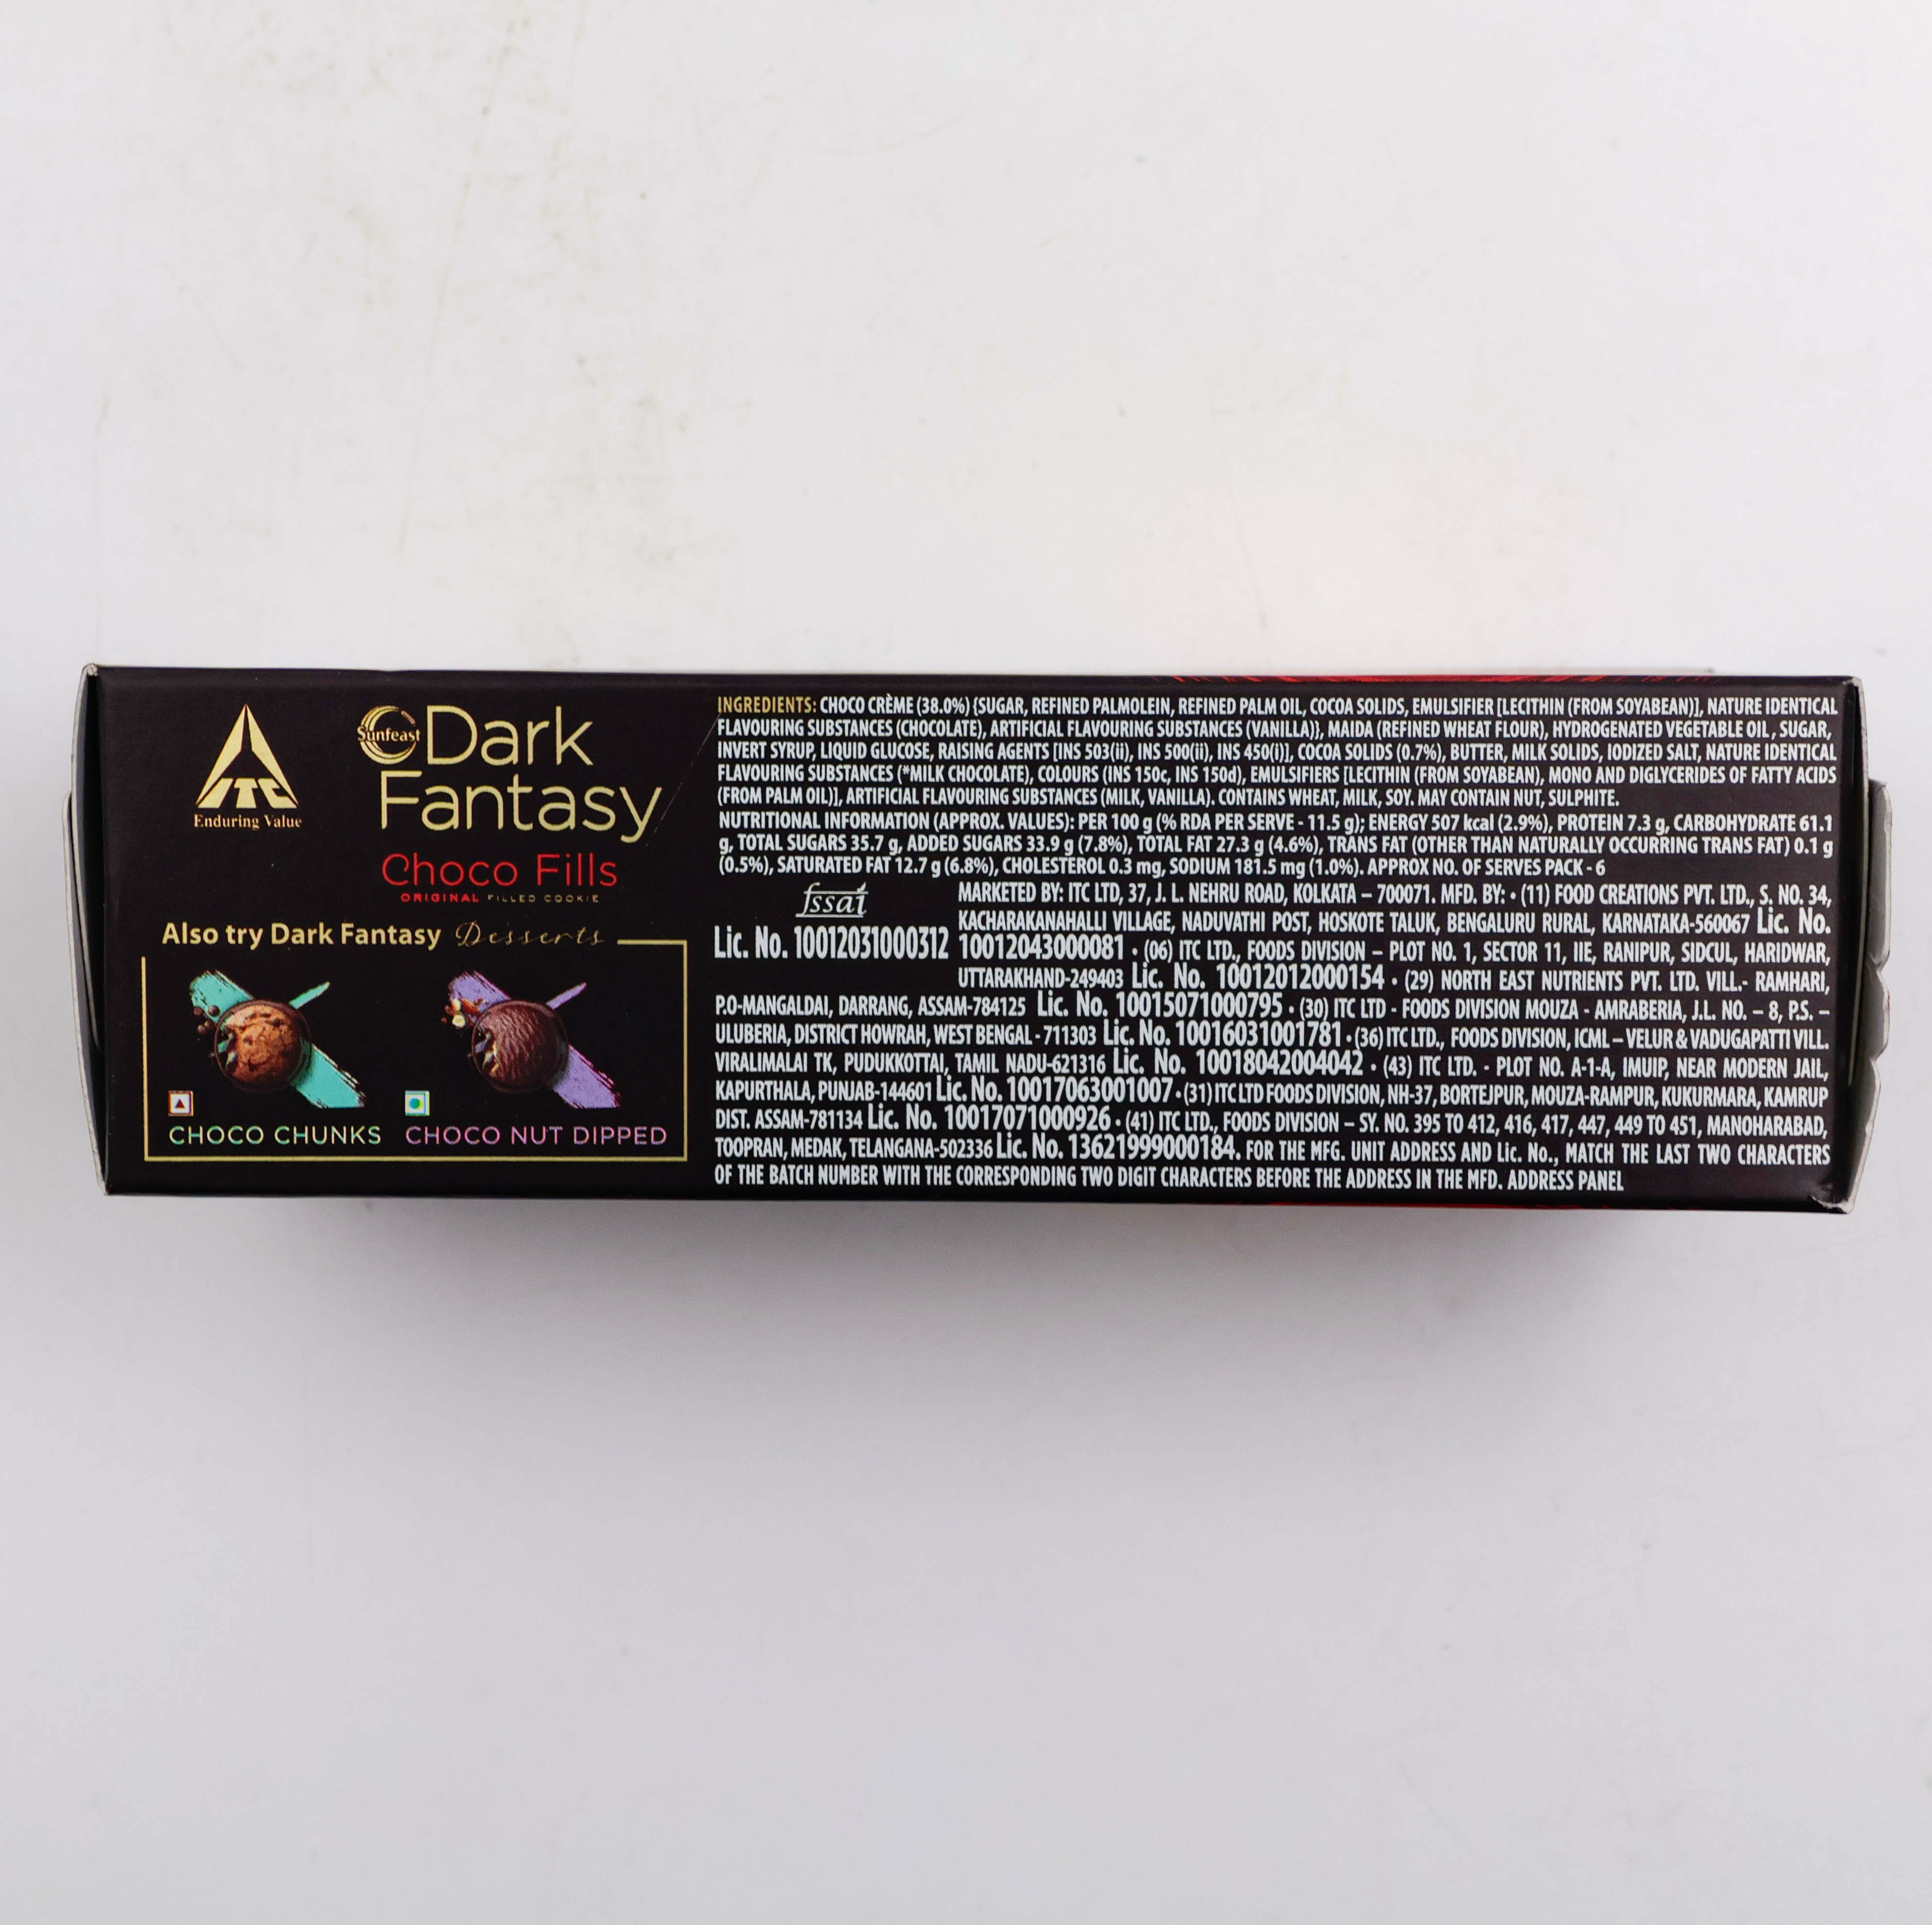 ITC
Enduring Value
Sunfeast
Dark
Fantasy
Choco Fills
ORIGINAL FILLED COOKIE
Also try Dark Fantasy Desserts
CHOCO CHUNKS
CHOCO NUT DIPPED
INGREDIENTS: CHOCO CRÈME (38.0%) {SUGAR, REFINED PALMOLEIN, REFINED PALM OIL, COCOA SOLIDS, EMULSIFIER [LECITHIN (FROM SOYABEAN)], NATURE IDENTICAL
FLAVOURING SUBSTANCES (CHOCOLATE), ARTIFICIAL FLAVOURING SUBSTANCES (VANILLA)}, MAIDA (REFINED WHEAT FLOUR), HYDROGENATED VEGETABLE OIL, SUGAR,
INVERT SYRUP, LIQUID GLUCOSE, RAISING AGENTS [INS 503(ii), INS 500(ii), INS 450(i)], COCOA SOLIDS (0.7%), BUTTER, MILK SOLIDS, IODIZED SALT, NATURE IDENTICAL
FLAVOURING SUBSTANCES (*MILK CHOCOLATE), COLOURS (INS 150c, INS 150d), EMULSIFIERS [LECITHIN (FROM SOYABEAN), MONO AND DIGLYCERIDES OF FATTY ACIDS
(FROM PALM OIL)], ARTIFICIAL FLAVOURING SUBSTANCES (MILK, VANILLA). CONTAINS WHEAT, MILK, SOY. MAY CONTAIN NUT, SULPHITE.
NUTRITIONAL INFORMATION (APPROX. VALUES): PER 100 g (% RDA PER SERVE - 11.5 g); ENERGY 507 kcal (2.9%), PROTEIN 7.3 g, CARBOHYDRATE 61.1
g, TOTAL SUGARS 35.7 g, ADDED SUGARS 33.9 g (7.8%), TOTAL FAT 27.3 g (4.6%), TRANS FAT (OTHER THAN NATURALLY OCCURRING TRANS FAT) 0.1 g
(0.5%), SATURATED FAT 12.7 g (6.8%), CHOLESTEROL 0.3 mg, SODIUM 181.5 mg (1.0%). APPROX NO. OF SERVES PACK - 6
fssai
Lic. No. 10012031000312
MARKETED BY: ITC LTD, 37, J. L. NEHRU ROAD, KOLKATA – 700071. MFD. BY: • (11) FOOD CREATIONS PVT. LTD., S. NO. 34,
KACHARAKANAHALLI VILLAGE, NADUVATHI POST, HOSKOTE TALUK, BENGALURU RURAL, KARNATAKA-560067 Lic. No.
10012043000081 • (06) ITC LTD., FOODS DIVISION – PLOT NO. 1, SECTOR 11, IIE, RANIPUR, SIDCUL, HARIDWAR,
UTTARAKHAND-249403 Lic. No. 10012012000154 • (29) NORTH EAST NUTRIENTS PVT. LTD. VILL.- RAMHARI,
P.O-MANGALDAI, DARRANG, ASSAM-784125 Lic. No. 10015071000795 • (30) ITC LTD - FOODS DIVISION MOUZA - AMRABERIA, J.L. NO. – 8, P.S. –
ULUBERIA, DISTRICT HOWRAH, WEST BENGAL - 711303 Lic. No. 10016031001781 • (36) ITC LTD., FOODS DIVISION, ICML – VELUR & VADUGAPATTI VILL.
VIRALIMALAI TK, PUDUKKOTTAI, TAMIL NADU-621316 Lic. No. 10018042004042 • (43) ITC LTD. - PLOT NO. A-1-A, IMUIP, NEAR MODERN JAIL,
KAPURTHALA, PUNJAB-144601 Lic. No. 10017063001007 • (31) ITC LTD FOODS DIVISION, NH-37, BORTEJPUR, MOUZA-RAMPUR, KUKURMARA, KAMRUP
DIST. ASSAM-781134 Lic. No. 10017071000926 • (41) ITC LTD., FOODS DIVISION – SY. NO. 395 TO 412, 416, 417, 447, 449 TO 451, MANOHARABAD,
TOOPRAN, MEDAK, TELANGANA-502336 Lic. No. 13621999000184. FOR THE MFG. UNIT ADDRESS AND Lic. No., MATCH THE LAST TWO CHARACTERS
OF THE BATCH NUMBER WITH THE CORRESPONDING TWO DIGIT CHARACTERS BEFORE THE ADDRESS IN THE MFD. ADDRESS PANEL